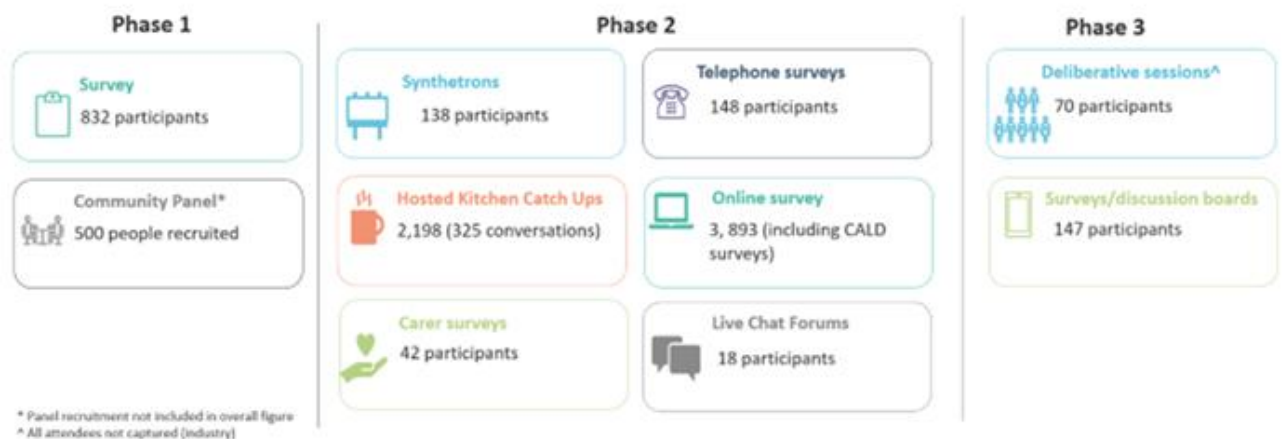 Phase 1
Survey
832 participants
Community Panel*
500 people recruited
* Panel recruitment not included in overall figure
^ All attendees not captured (industry)
Phase 2
Synthetrons
138 participants
Telephone surveys
148 participants
Hosted Kitchen Catch Ups
2,198 (325 conversations)
Online survey
3, 893 (including CALD
surveys)
Carer surveys
42 participants
Live Chat Forums
18 participants
Phase 3
Deliberative sessions^
70 participants
Surveys/discussion boards
147 participants